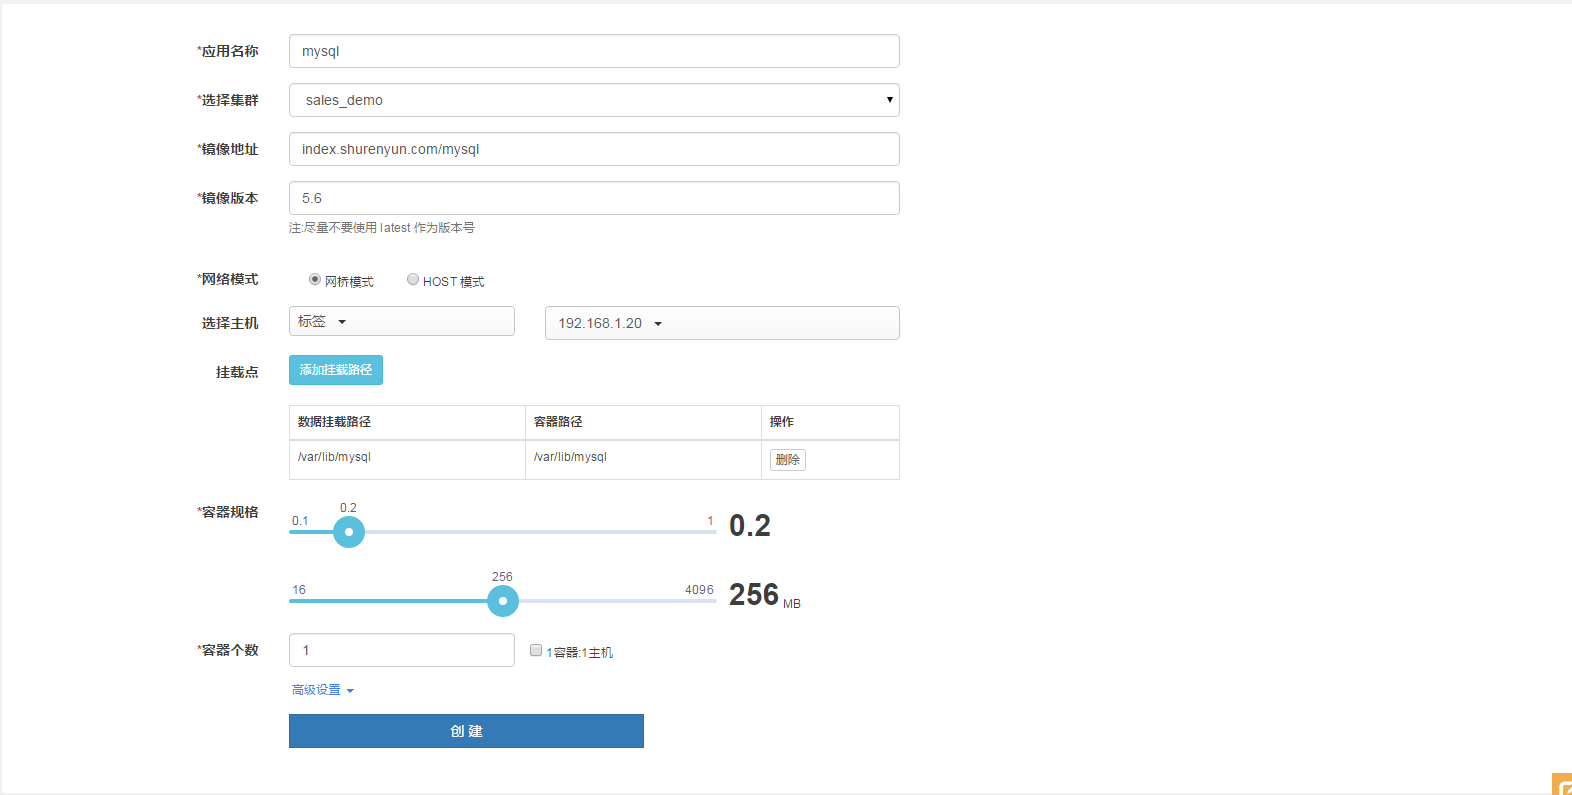 *应用名称 mysql
*选择集群 sales_demo
*镜像地址 index.shurenyun.com/mysql
*镜像版本 5.6
注:尽量不要使用 latest 作为版本号
*网络模式 网桥模式 HOST 模式
选择主机 标签 192.168.1.20
挂载点 添加挂载路径
数据挂载路径 容器路径 操作
/var/lib/mysql /var/lib/mysql 删除
*容器规格 0.1 0.2 1 0.2
16 256 4096 256 MB
*容器个数 1 1容器:1主机
高级设置
创 建